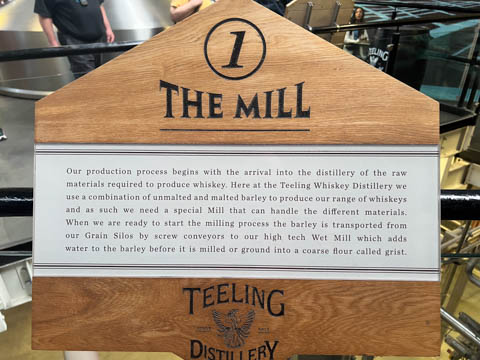 1
THE MILL
Our production process begins with the arrival into the distillery of the raw
materials required to produce whiskey. Here at the Teeling Whiskey Distillery we
use a combination of unmalted and malted barley to produce our range of whiskeys
and as such we need a special Mill that can handle the different materials.
When we are ready to start the milling process the barley is transported from
our Grain Silos by screw conveyors to our high tech Wet Mill which adds
water to the barley before it is milled or ground into a coarse flour called grist.
TEELING
DISTILLERY
TEELING